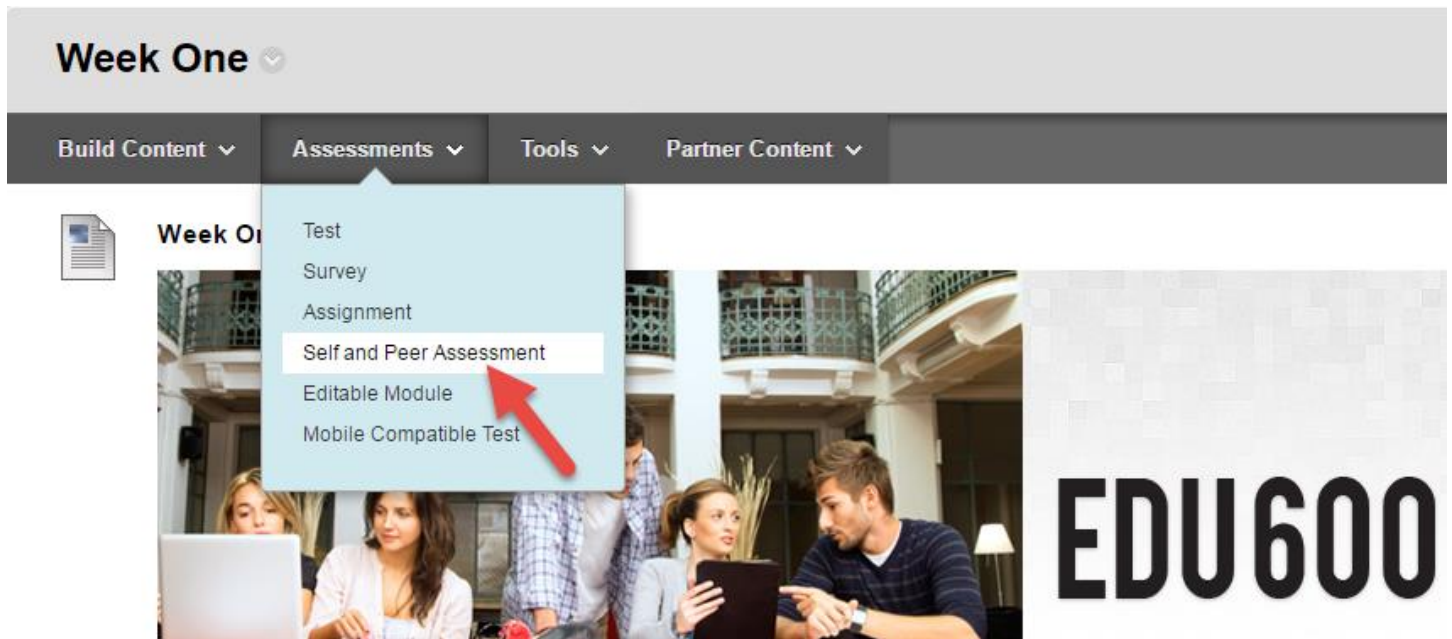 Week One
Build Content Assessments Tools Partner Content
Week On
Test
Survey
Assignment
Self and Peer Assessment
Editable Module
Mobile Compatible Test
EDU600